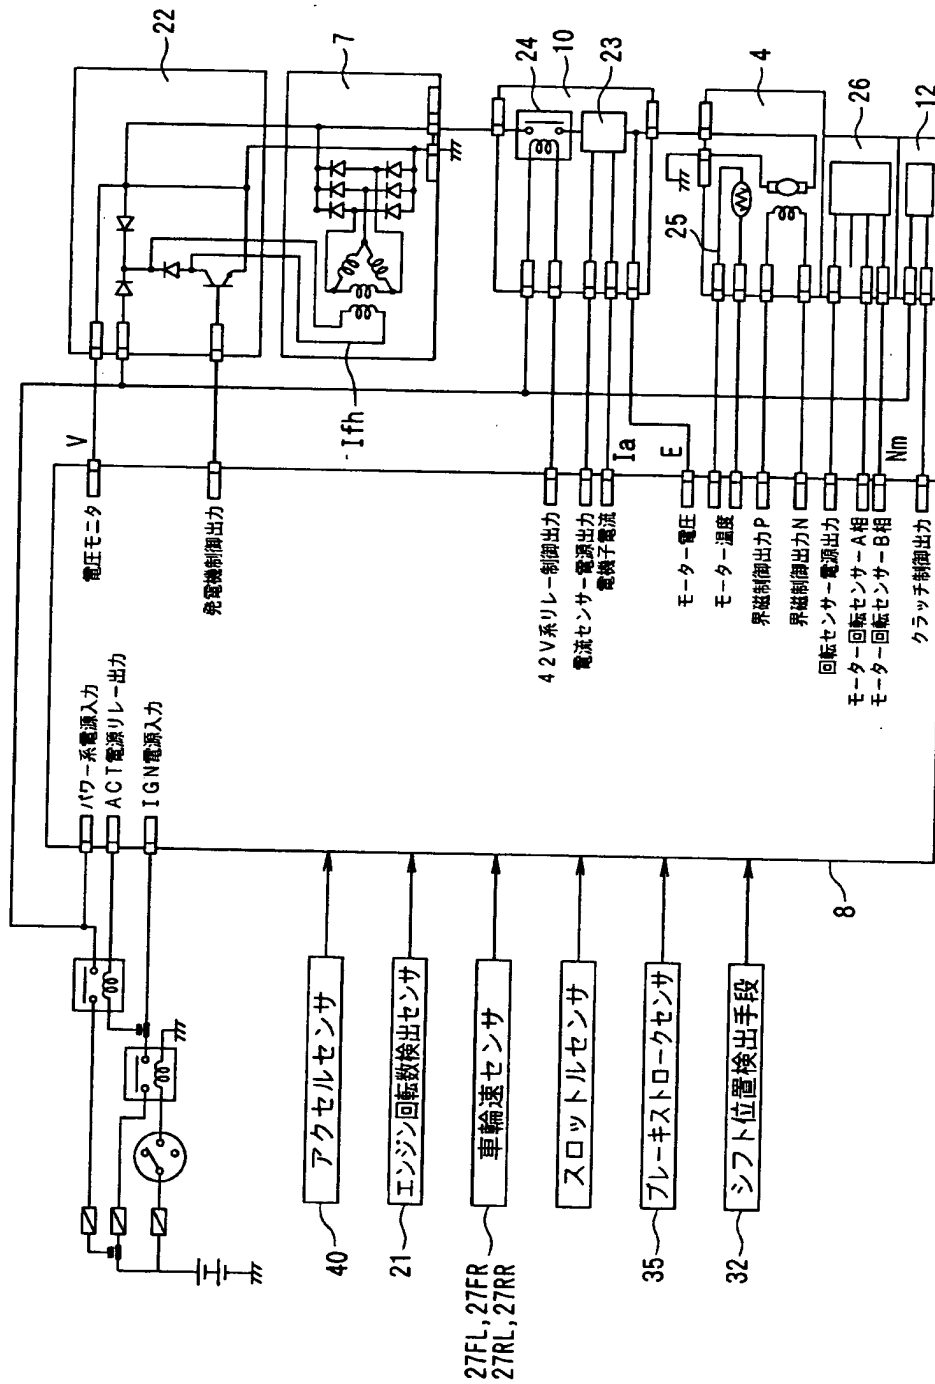 22
7
24
10
23
4
26
12
25
V
Ifh
Ia
E
Nm
電圧モニタ
発電機制御出力
42V系リレー制御出力
電流センサー電源出力
電機子電流
モーター電圧
モーター温度
界磁制御出力P
界磁制御出力N
回転センサー電源出力
モーター回転センサーA相
モーター回転センサーB相
クラッチ制御出力
パワー系電源入力
ACT電源リレー出力
IGN電源入力
8
アクセルセンサ
エンジン回転数検出センサ
車輪速センサ
スロットルセンサ
ブレーキストロークセンサ
シフト位置検出手段
40
21
27FL,27FR
27RL,27RR
35
32